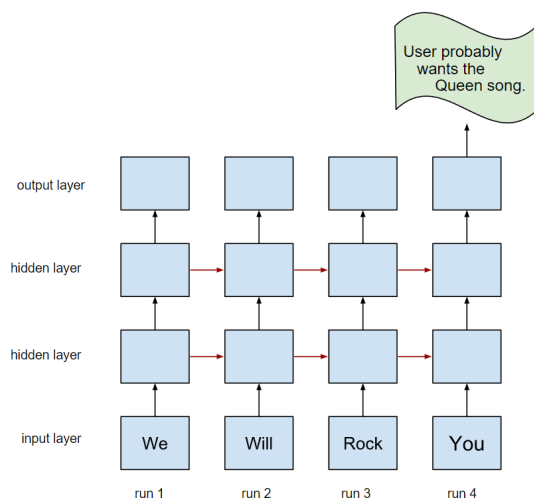 User probably
wants the
Queen song.
output layer
hidden layer
hidden layer
input layer
We
Will
Rock
You
run 1
run 2
run 3
run 4